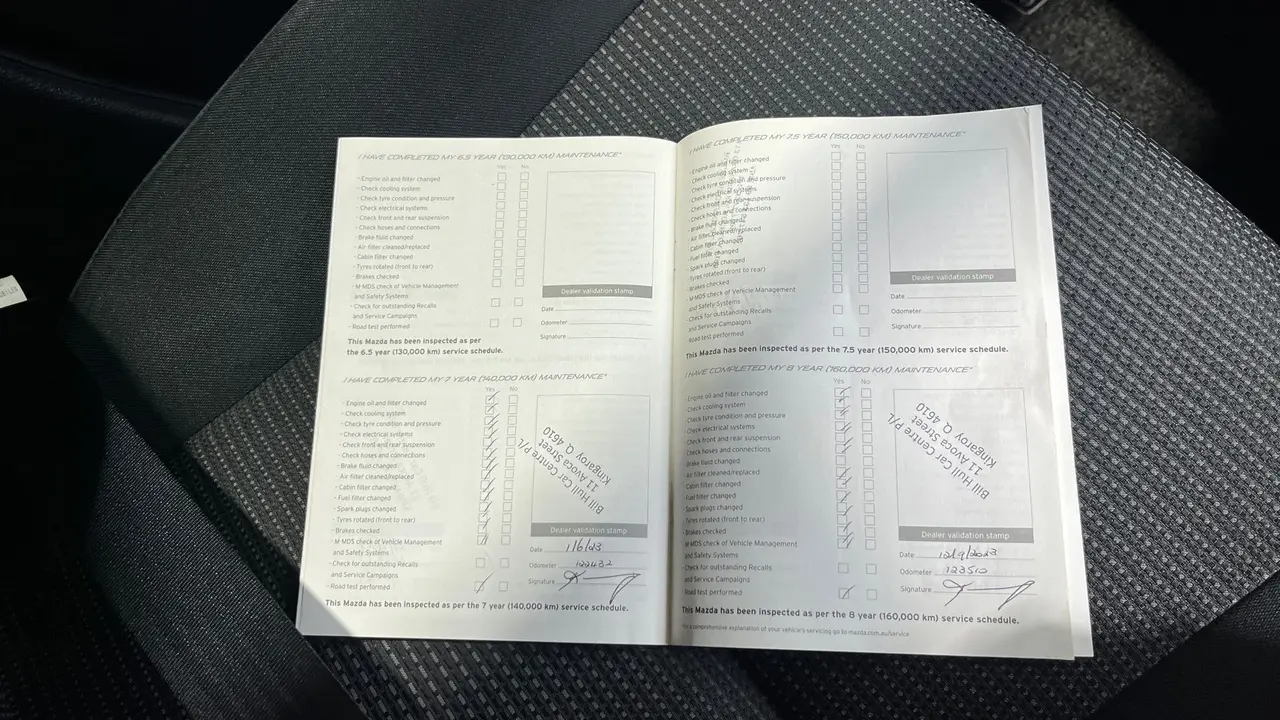 I HAVE COMPLETED MY 6.5 YEAR (130,000 KM) MAINTENANCE*
Yes No
- Engine oil and filter changed
- Check cooling system
- Check tyre condition and pressure
- Check electrical systems
- Check front and rear suspension
- Check hoses and connections
- Brake fluid changed
- Air filter cleaned/replaced
- Cabin filter changed
- Tyres rotated (front to rear)
- Brakes checked
- M-MDS check of Vehicle Management
and Safety Systems
- Check for outstanding Recalls
and Service Campaigns
- Road test performed
Dealer validation stamp
Date
Odometer
Signature
This Mazda has been inspected as per
the 6.5 year (130,000 km) service schedule.
I HAVE COMPLETED MY 7 YEAR (140,000 KM) MAINTENANCE*
Yes No
- Engine oil and filter changed
- Check cooling system
- Check tyre condition and pressure
- Check electrical systems
- Check front and rear suspension
- Check hoses and connections
- Brake fluid changed
- Air filter cleaned/replaced
- Cabin filter changed
- Fuel filter changed
- Spark plugs changed
- Tyres rotated (front to rear)
- Brakes checked
- M-MDS check of Vehicle Management
and Safety Systems
- Check for outstanding Recalls
and Service Campaigns
- Road test performed
Bill Hull Car Centre P/L
11 Avoca Street
Kingaroy Q 4610
Dealer validation stamp
Date 1/6/23
Odometer 122432
Signature
This Mazda has been inspected as per the 7 year (140,000 km) service schedule.
I HAVE COMPLETED MY 7.5 YEAR (150,000 KM) MAINTENANCE*
Yes No
- Engine oil and filter changed
- Check cooling system
- Check tyre condition and pressure
- Check electrical systems
- Check front and rear suspension
- Check hoses and connections
- Brake fluid changed
- Air filter cleaned/replaced
- Cabin filter changed
- Fuel filter changed
- Spark plugs changed
- Tyres rotated (front to rear)
- Brakes checked
- M-MDS check of Vehicle Management
and Safety Systems
- Check for outstanding Recalls
and Service Campaigns
- Road test performed
Dealer validation stamp
Date
Odometer
Signature
This Mazda has been inspected as per the 7.5 year (150,000 km) service schedule.
I HAVE COMPLETED MY 8 YEAR (160,000 KM) MAINTENANCE*
Yes No
- Engine oil and filter changed
- Check cooling system
- Check tyre condition and pressure
- Check electrical systems
- Check front and rear suspension
- Check hoses and connections
- Brake fluid changed
- Air filter cleaned/replaced
- Cabin filter changed
- Fuel filter changed
- Spark plugs changed
- Tyres rotated (front to rear)
- Brakes checked
- M-MDS check of Vehicle Management
and Safety Systems
- Check for outstanding Recalls
and Service Campaigns
- Road test performed
Bill Hull Car Centre P/L
11 Avoca Street
Kingaroy Q 4610
Dealer validation stamp
Date 12/9/2023
Odometer 123510
Signature
This Mazda has been inspected as per the 8 year (160,000 km) service schedule.
For a comprehensive explanation of your vehicle's servicing go to mazda.com.au/service